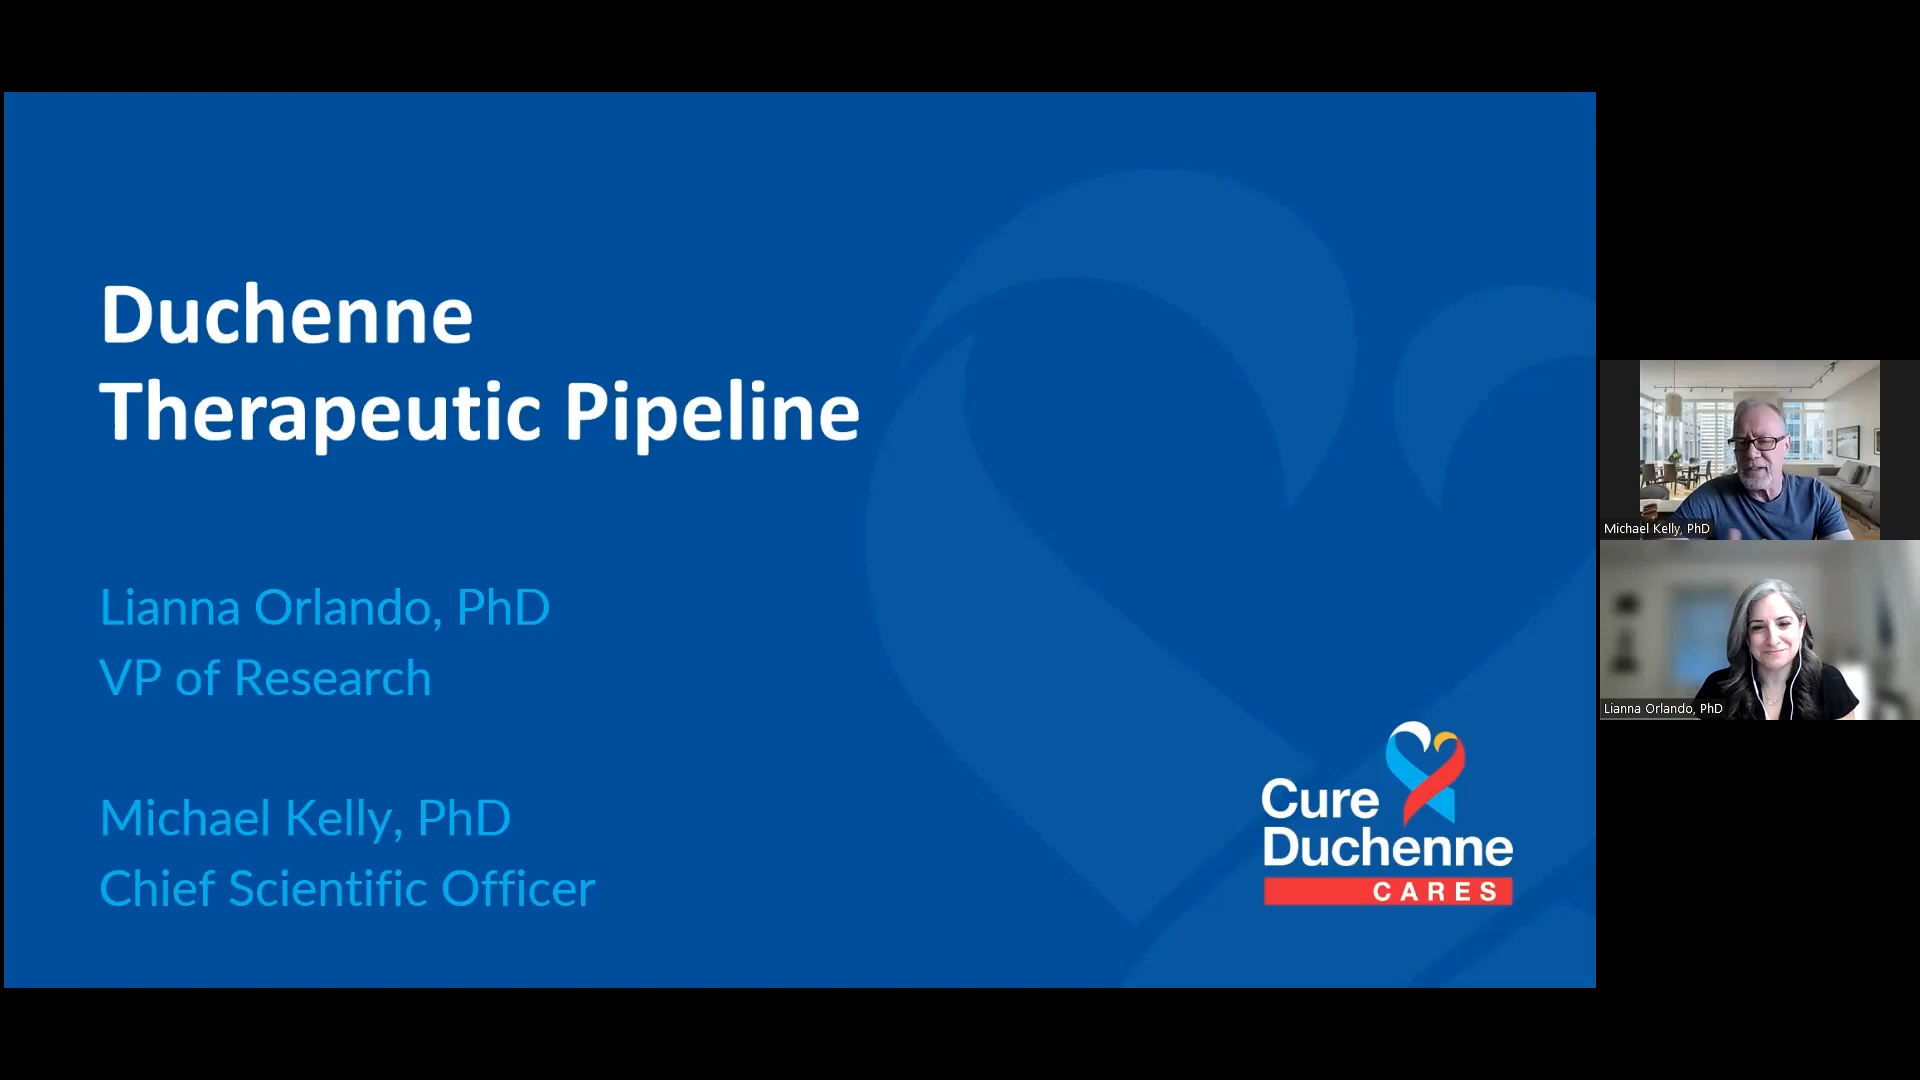 Duchenne
Therapeutic Pipeline
Lianna Orlando, PhD
VP of Research
Michael Kelly, PhD
Chief Scientific Officer
Cure
Duchenne
CARES
Michael Kelly, PhD
Lianna Orlando, PhD